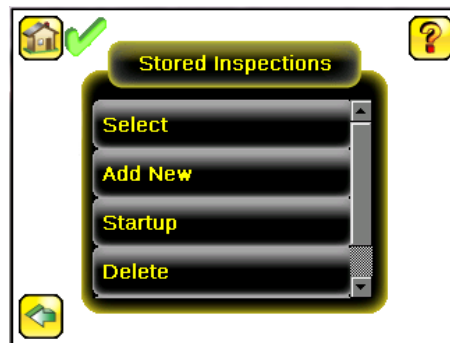 Stored Inspections
Select
Add New
Startup
Delete